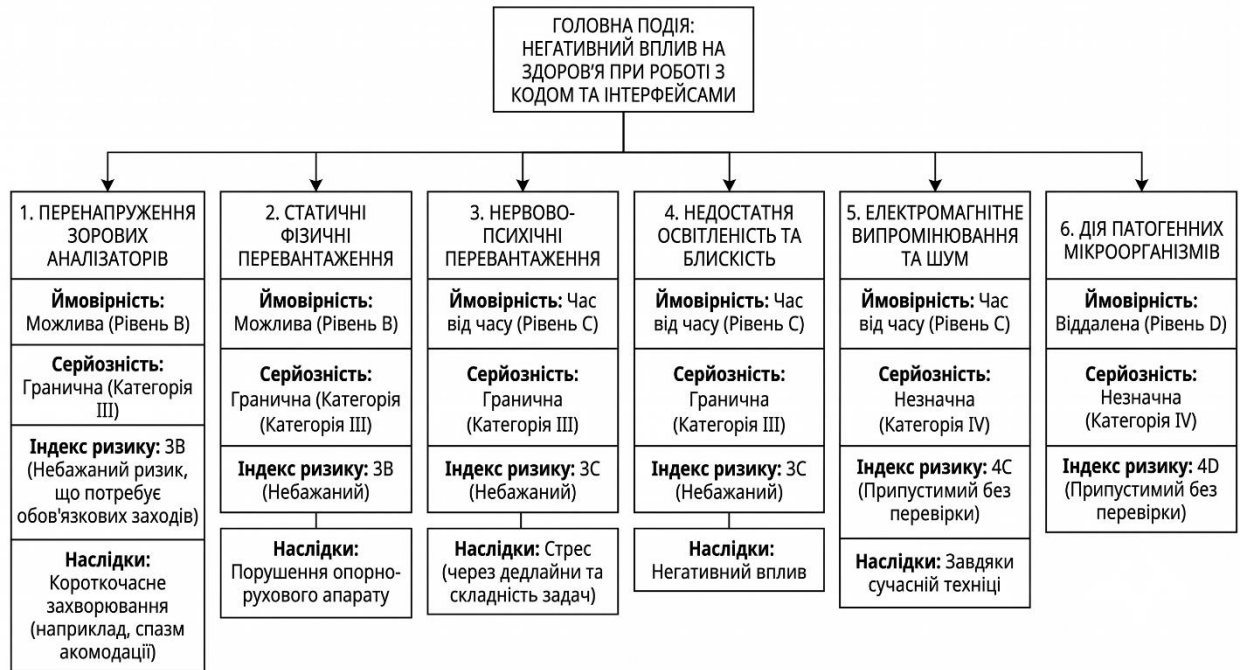 ГОЛОВНА ПОДІЯ:
НЕГАТИВНИЙ ВПЛИВ НА
ЗДОРОВ'Я ПРИ РОБОТІ З
КОДОМ ТА ІНТЕРФЕЙСАМИ
1. ПЕРЕНАПРУЖЕННЯ
ЗОРОВИХ
АНАЛІЗАТОРІВ
Ймовірність:
Можлива (Рівень B)
Серйозність:
Гранична (Категорія
III)
Індекс ризику: 3B
(Небажаний ризик,
що потребує
обов'язкових заходів)
Наслідки:
Короткочасне
захворювання
(наприклад, спазм
акомодації)
2. СТАТИЧНІ
ФІЗИЧНІ
ПЕРЕВАНТАЖЕННЯ
Ймовірність:
Можлива (Рівень B)
Серйозність:
Гранична (Категорія
(Категорія III)
Індекс ризику: 3B
(Небажаний)
Наслідки:
Порушення опорно-
рухового апарату
3. НЕРВОВО-
ПСИХІЧНІ
ПЕРЕВАНТАЖЕННЯ
Ймовірність: Час
від часу (Рівень C)
Серйозність:
Гранична
(Категорія III)
Індекс ризику: 3C
(Небажаний)
Наслідки: Стрес
(через дедлайни та
складність задач)
4. НЕДОСТАТНЯ
ОСВІТЛЕНІСТЬ ТА
БЛИСКІСТЬ
Ймовірність: Час
від часу (Рівень C)
Серйозність:
Гранична
(Категорія III)
Індекс ризику: 3C
(Небажаний)
Наслідки:
Негативний вплив
5. ЕЛЕКТРОМАГНІТНЕ
ВИПРОМІНЮВАННЯ
ТА ШУМ
Ймовірність: Час
від часу (Рівень C)
Серйозність:
Незначна
(Категорія IV)
Індекс ризику: 4C
(Припустимий без
перевірки)
Наслідки: Завдяки
сучасній техніці
6. ДІЯ ПАТОГЕННИХ
МІКРООРГАНІЗМІВ
Ймовірність:
Віддалена (Рівень D)
Серйозність:
Незначна
(Категорія IV)
Індекс ризику: 4D
(Припустимий без
перевірки)